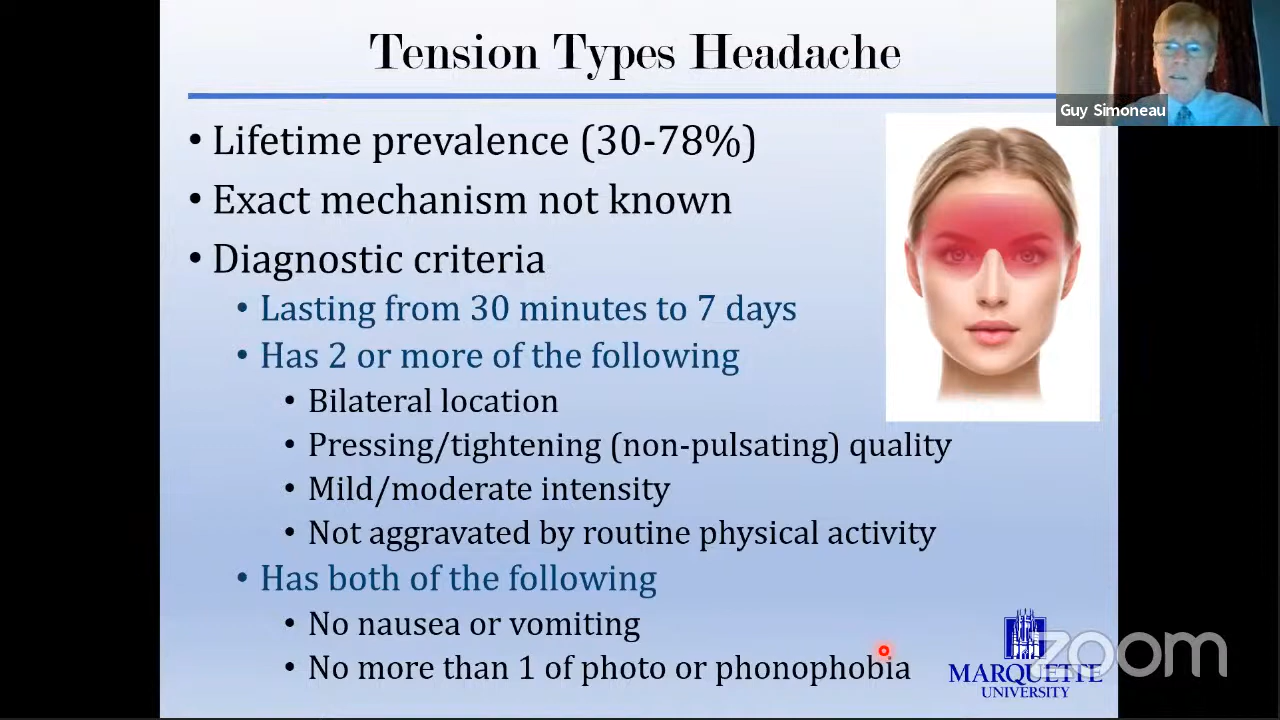 Tension Types Headache
Guy Simoneau
• Lifetime prevalence (30-78%)
• Exact mechanism not known
• Diagnostic criteria
• Lasting from 30 minutes to 7 days
• Has 2 or more of the following
• Bilateral location
• Pressing/tightening (non-pulsating) quality
• Mild/moderate intensity
• Not aggravated by routine physical activity
• Has both of the following
• No nausea or vomiting
• No more than 1 of photo or phonophobia
zoom
MARQUETTE
UNIVERSITY